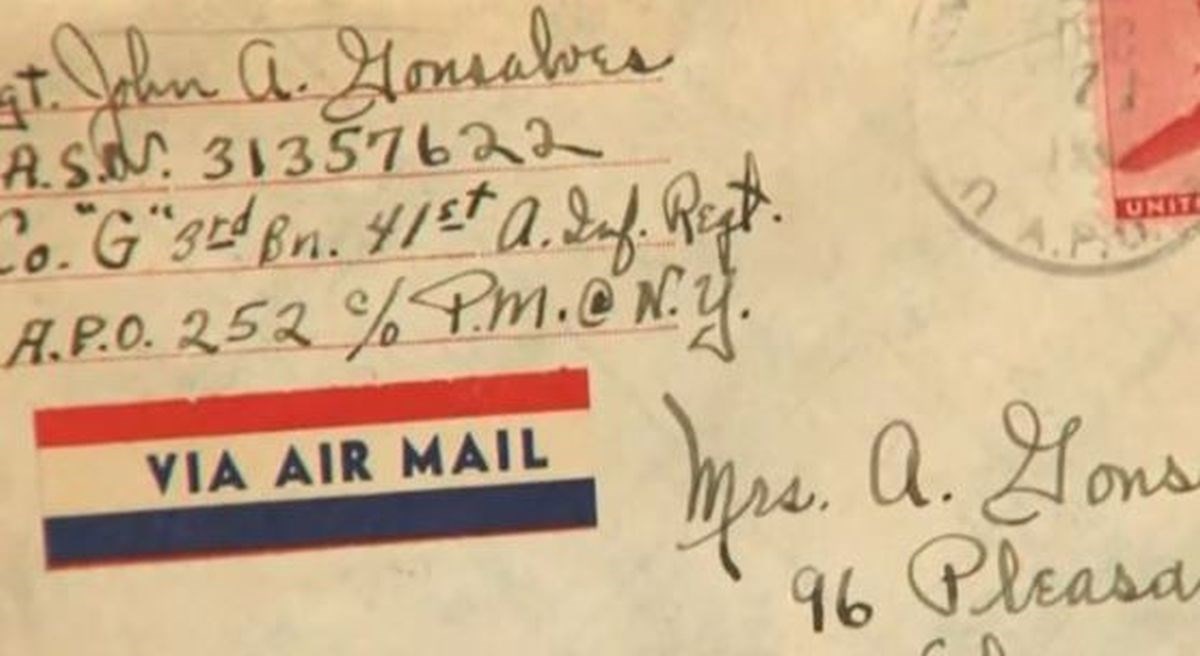 gt. John A. Gonsalves
A.S.N. 31357622
Co. "G" 3rd Bn. 41st A. Inf. Regt.
A.P.O. 252 c/o P.M. @ N.Y.
VIA AIR MAIL
Mrs. A. Gons
96 Pleasa
UNIT
A.P.O.